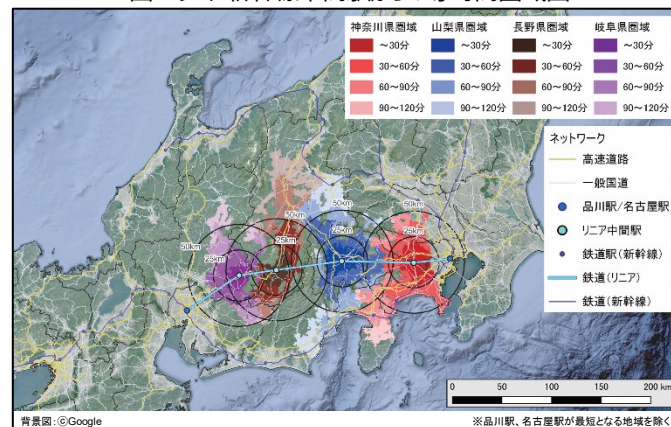 神奈川県圏域 山梨県圏域 長野県圏域 岐阜県圏域
～30分 ～30分 ～30分 ～30分
30～60分 30～60分 30～60分 30～60分
60～90分 60～90分 60～90分 60～90分
90～120分 90～120分 90～120分 90～120分
ネットワーク
高速道路
一般国道
品川駅/名古屋駅
リニア中間駅
鉄道駅(新幹線)
鉄道(リニア)
鉄道(新幹線)
50km 50km 50km 50km
25km 25km 25km 25km
0 50 100 150 200 km
背景図:©Google
※品川駅、名古屋駅が最短となる地域を除く